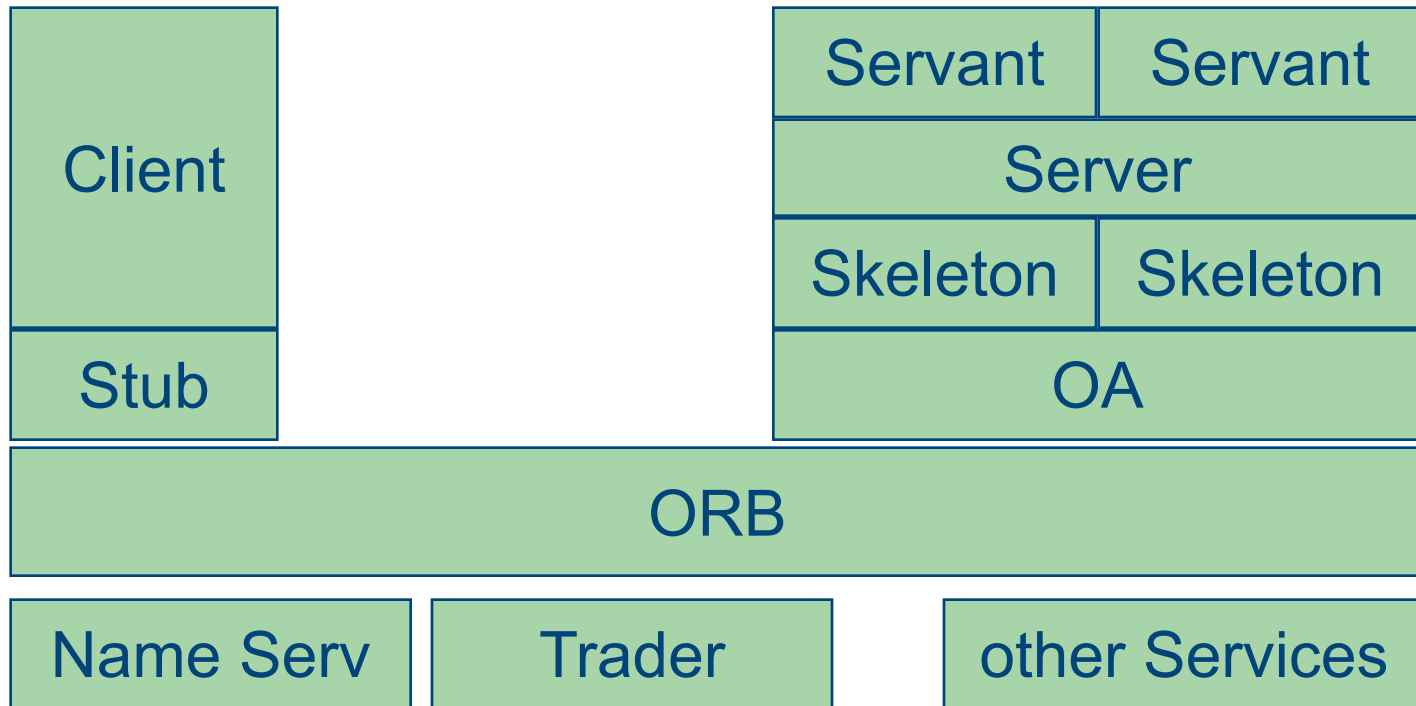 Client
Servant
Servant
Server
Skeleton
Skeleton
Stub
OA
ORB
Name Serv
Trader
other Services